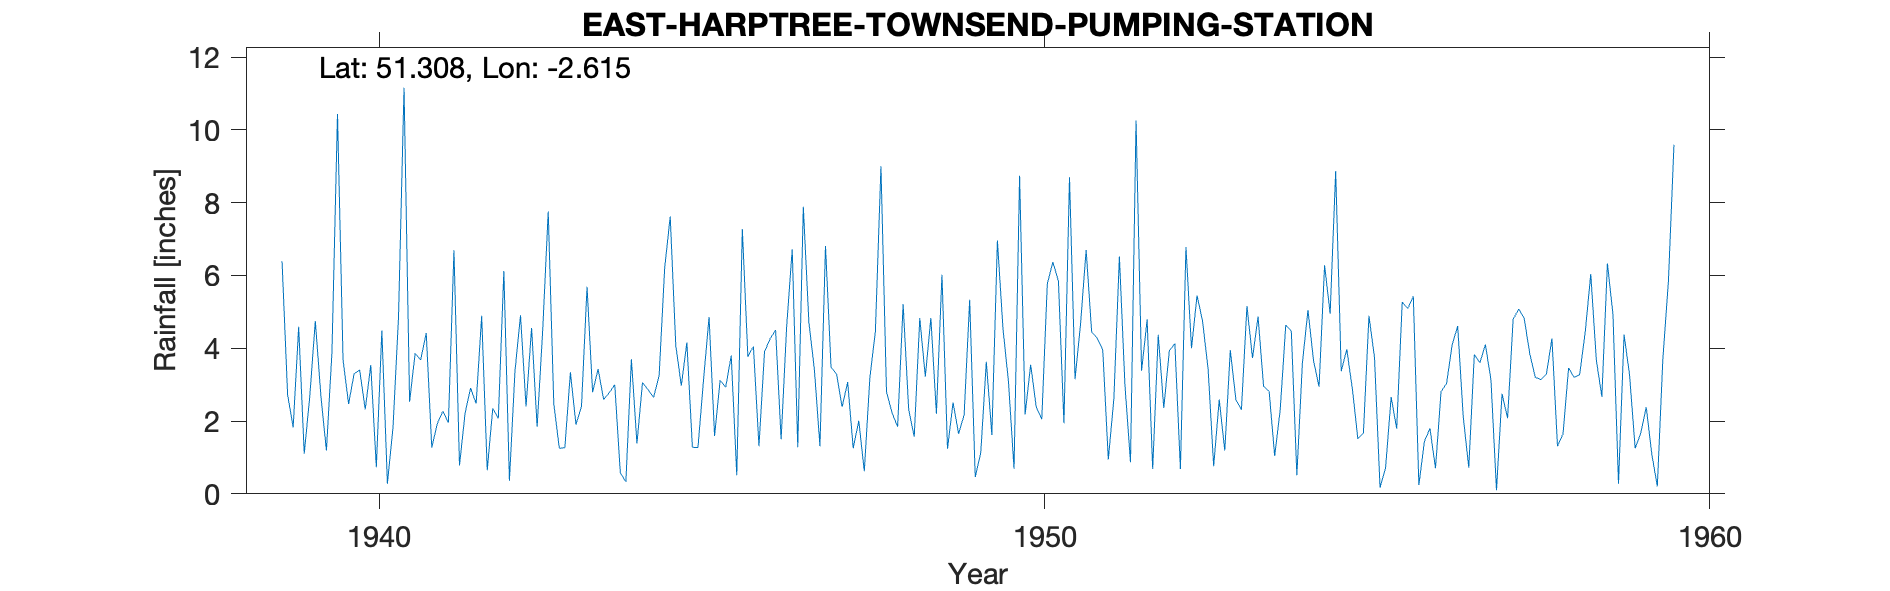 EAST-HARPTREE-TOWNSEND-PUMPING-STATION
Lat: 51.308, Lon: -2.615
12
10
8
6
4
2
0
Rainfall [inches]
1940 1950 1960
Year